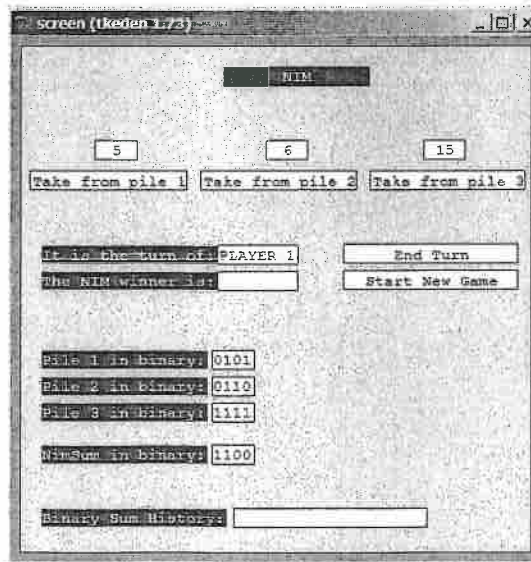 screen (tkeden 1.73)
NIM
5 6 15
Take from pile 1 Take from pile 2 Take from pile 3
It is the turn of: PLAYER 1 End Turn
The NIM winner is: Start New Game
Pile 1 in binary: 0101
Pile 2 in binary: 0110
Pile 3 in binary: 1111
NimSum in binary: 1100
Binary Sum History: